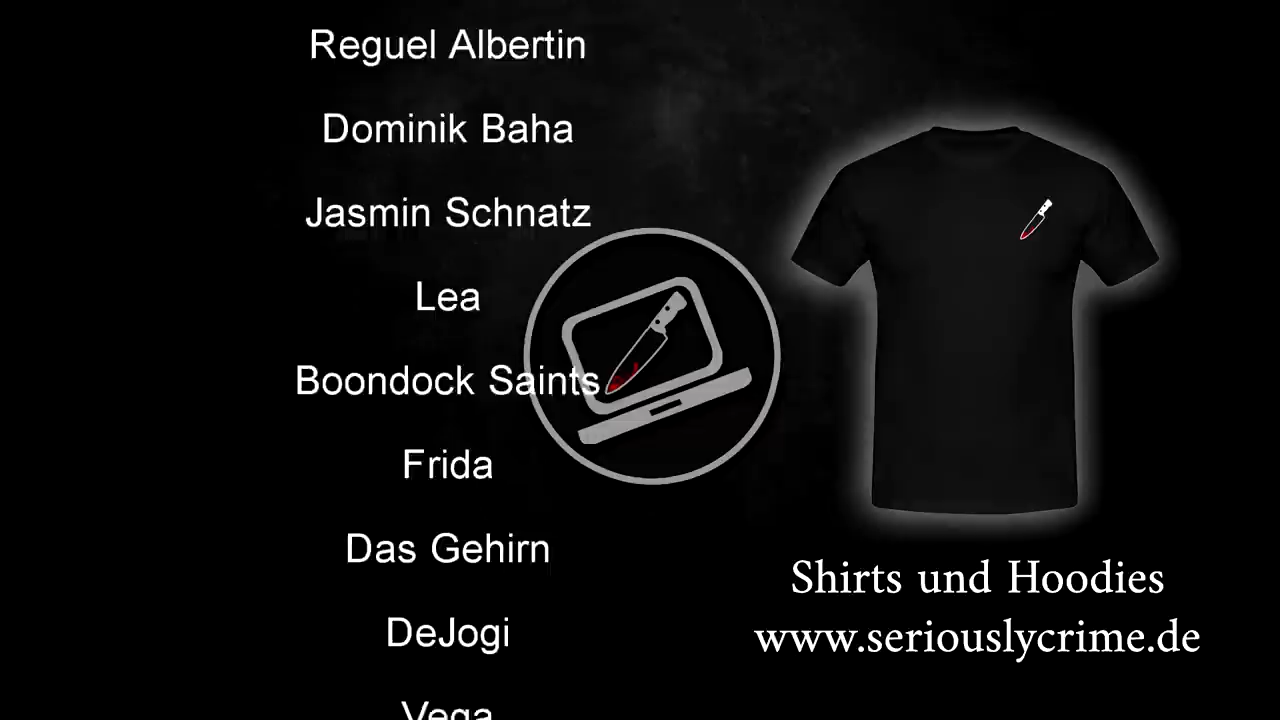 Reguel Albertin
Dominik Baha
Jasmin Schnatz
Lea
Boondock Saints
Frida
Das Gehirn
DeJogi
Vega
Shirts und Hoodies
www.seriouslycrime.de